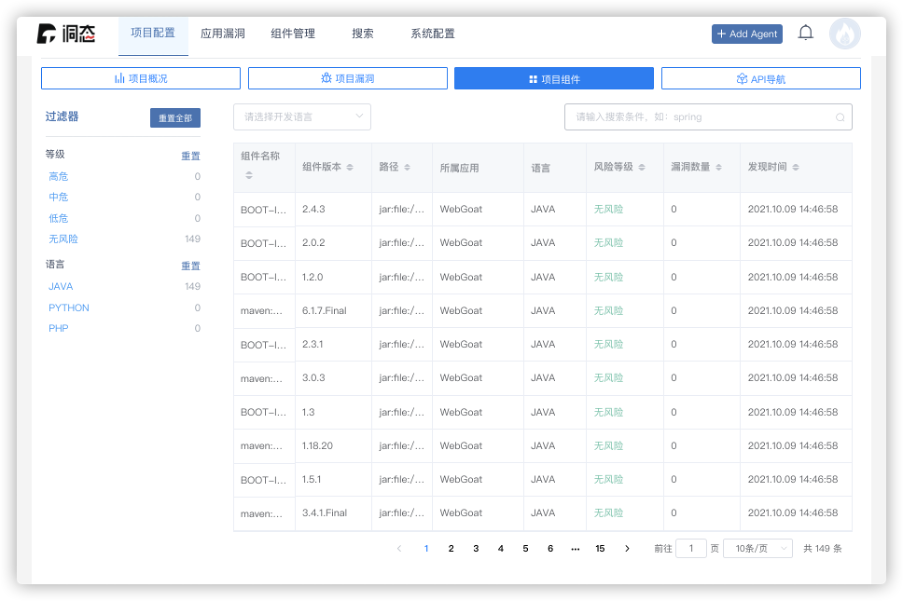 洞态 项目配置 应用漏洞 组件管理 搜索 系统配置 + Add Agent
项目概况 项目漏洞 项目组件 API导航
过滤器 重置全部
等级 重置
高危 0
中危 0
低危 0
无风险 149
语言 重置
JAVA 149
PYTHON 0
PHP 0
请选择开发语言 请输入搜索条件，如：spring
组件名称 组件版本 路径 所属应用 语言 风险等级 漏洞数量 发现时间
BOOT-I... 2.4.3 jar:file:/... WebGoat JAVA 无风险 0 2021.10.09 14:46:58
BOOT-I... 2.0.2 jar:file:/... WebGoat JAVA 无风险 0 2021.10.09 14:46:58
BOOT-I... 1.2.0 jar:file:/... WebGoat JAVA 无风险 0 2021.10.09 14:46:58
maven:... 6.1.7.Final jar:file:/... WebGoat JAVA 无风险 0 2021.10.09 14:46:58
BOOT-I... 2.3.1 jar:file:/... WebGoat JAVA 无风险 0 2021.10.09 14:46:58
maven:... 3.0.3 jar:file:/... WebGoat JAVA 无风险 0 2021.10.09 14:46:58
BOOT-I... 1.3 jar:file:/... WebGoat JAVA 无风险 0 2021.10.09 14:46:58
maven:... 1.18.20 jar:file:/... WebGoat JAVA 无风险 0 2021.10.09 14:46:58
BOOT-I... 1.5.1 jar:file:/... WebGoat JAVA 无风险 0 2021.10.09 14:46:58
maven:... 3.4.1.Final jar:file:/... WebGoat JAVA 无风险 0 2021.10.09 14:46:58
1 2 3 4 5 6 ... 15 前往 1 页 10条/页 共 149 条